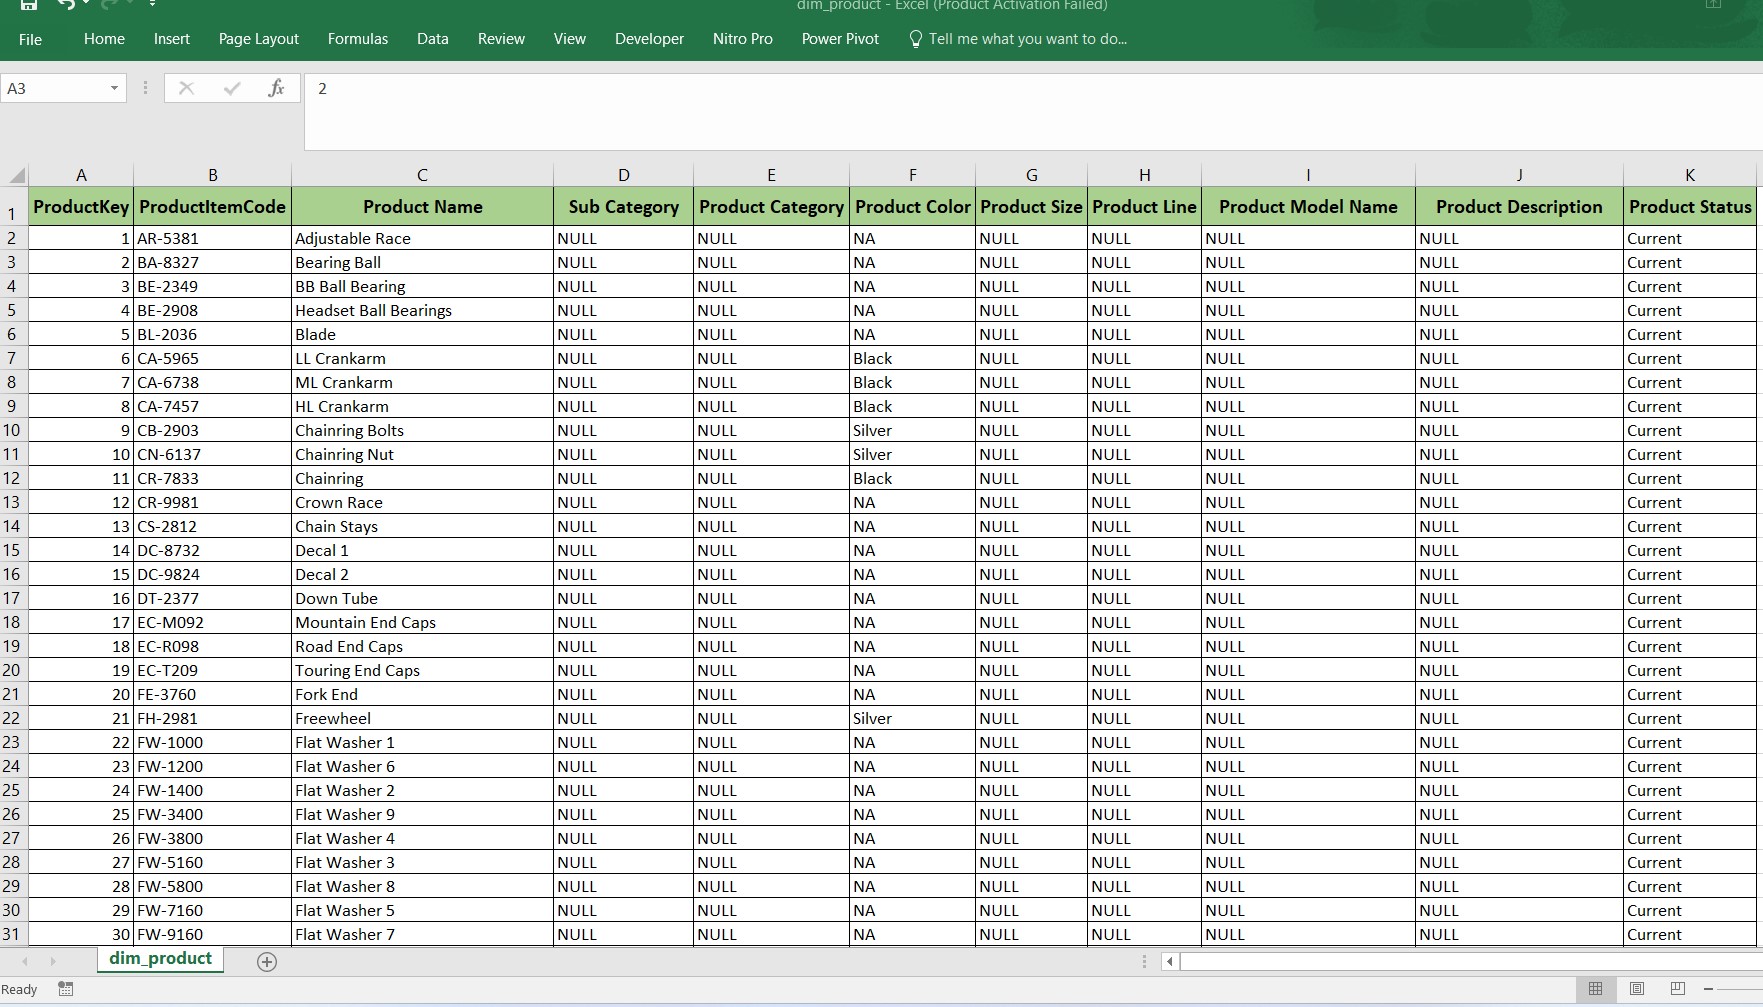 dim_product - Excel (Product Activation Failed)
File Home Insert Page Layout Formulas Data Review View Developer Nitro Pro Power Pivot Tell me what you want to do...
A3 fx 2
A B C D E F G H I J K
1 ProductKey ProductItemCode Product Name Sub Category Product Category Product Color Product Size Product Line Product Model Name Product Description Product Status
2 1 AR-5381 Adjustable Race NULL NULL NA NULL NULL NULL NULL Current
3 2 BA-8327 Bearing Ball NULL NULL NA NULL NULL NULL NULL Current
4 3 BE-2349 BB Ball Bearing NULL NULL NA NULL NULL NULL NULL Current
5 4 BE-2908 Headset Ball Bearings NULL NULL NA NULL NULL NULL NULL Current
6 5 BL-2036 Blade NULL NULL NA NULL NULL NULL NULL Current
7 6 CA-5965 LL Crankarm NULL NULL Black NULL NULL NULL NULL Current
8 7 CA-6738 ML Crankarm NULL NULL Black NULL NULL NULL NULL Current
9 8 CA-7457 HL Crankarm NULL NULL Black NULL NULL NULL NULL Current
10 9 CB-2903 Chainring Bolts NULL NULL Silver NULL NULL NULL NULL Current
11 10 CN-6137 Chainring Nut NULL NULL Silver NULL NULL NULL NULL Current
12 11 CR-7833 Chainring NULL NULL Black NULL NULL NULL NULL Current
13 12 CR-9981 Crown Race NULL NULL NA NULL NULL NULL NULL Current
14 13 CS-2812 Chain Stays NULL NULL NA NULL NULL NULL NULL Current
15 14 DC-8732 Decal 1 NULL NULL NA NULL NULL NULL NULL Current
16 15 DC-9824 Decal 2 NULL NULL NA NULL NULL NULL NULL Current
17 16 DT-2377 Down Tube NULL NULL NA NULL NULL NULL NULL Current
18 17 EC-M092 Mountain End Caps NULL NULL NA NULL NULL NULL NULL Current
19 18 EC-R098 Road End Caps NULL NULL NA NULL NULL NULL NULL Current
20 19 EC-T209 Touring End Caps NULL NULL NA NULL NULL NULL NULL Current
21 20 FE-3760 Fork End NULL NULL NA NULL NULL NULL NULL Current
22 21 FH-2981 Freewheel NULL NULL Silver NULL NULL NULL NULL Current
23 22 FW-1000 Flat Washer 1 NULL NULL NA NULL NULL NULL NULL Current
24 23 FW-1200 Flat Washer 6 NULL NULL NA NULL NULL NULL NULL Current
25 24 FW-1400 Flat Washer 2 NULL NULL NA NULL NULL NULL NULL Current
26 25 FW-3400 Flat Washer 9 NULL NULL NA NULL NULL NULL NULL Current
27 26 FW-3800 Flat Washer 4 NULL NULL NA NULL NULL NULL NULL Current
28 27 FW-5160 Flat Washer 3 NULL NULL NA NULL NULL NULL NULL Current
29 28 FW-5800 Flat Washer 8 NULL NULL NA NULL NULL NULL NULL Current
30 29 FW-7160 Flat Washer 5 NULL NULL NA NULL NULL NULL NULL Current
31 30 FW-9160 Flat Washer 7 NULL NULL NA NULL NULL NULL NULL Current
dim_product
Ready